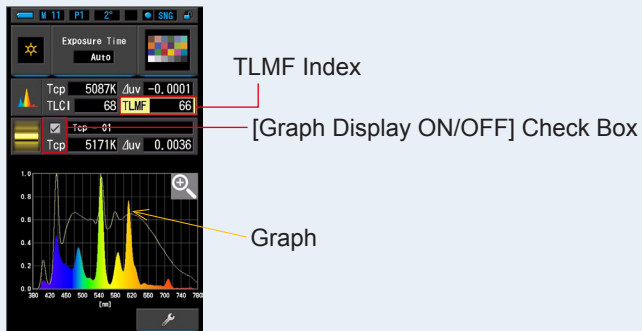 M 11 P1 2° SNG
Exposure Time
Auto
Tcp 5087K ⊿uv -0.0001
TLCI 68 TLMF 66
Tcp - 01
Tcp 5171K ⊿uv 0.0036
TLMF Index
[Graph Display ON/OFF] Check Box
Graph
1.0
0.8
0.6
0.4
0.2
0.0
380 420 460 500 540 580 620 660 700 740 780
[nm]